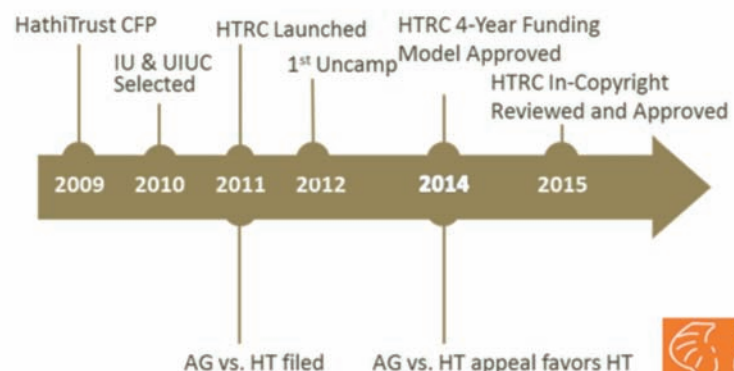 HathiTrust CFP
IU & UIUC
Selected
HTRC Launched
1st Uncamp
HTRC 4-Year Funding
Model Approved
HTRC In-Copyright
Reviewed and Approved
2009 2010 2011 2012 2014 2015
AG vs. HT filed
AG vs. HT appeal favors HT